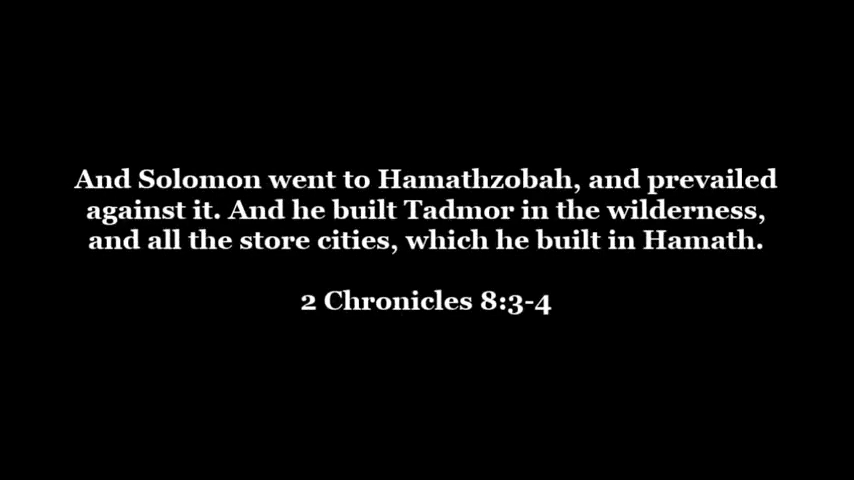 And Solomon went to Hamathzobah, and prevailed
against it. And he built Tadmor in the wilderness,
and all the store cities, which he built in Hamath.
2 Chronicles 8:3-4